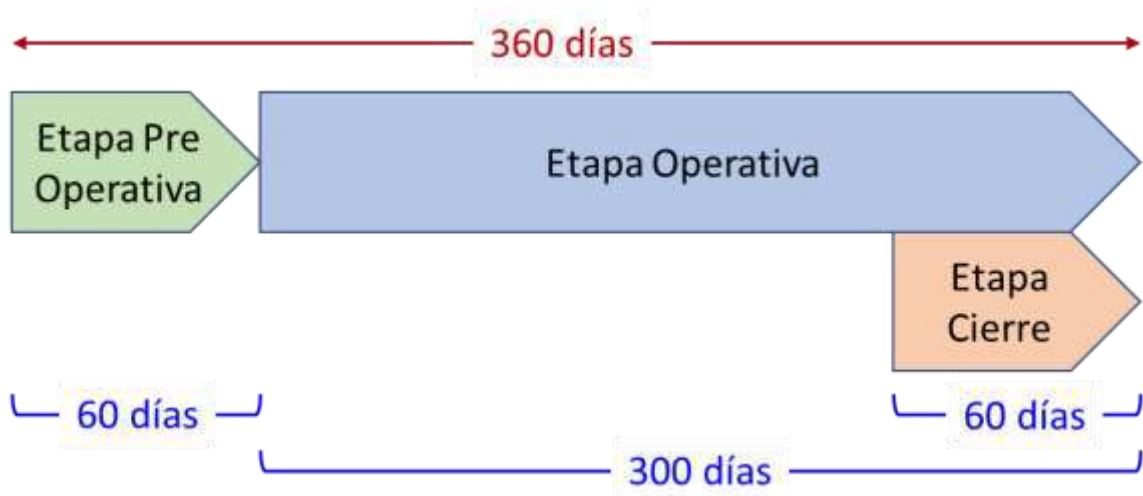 360 días
Etapa Pre
Operativa
Etapa Operativa
Etapa
Cierre
60 días
60 días
300 días